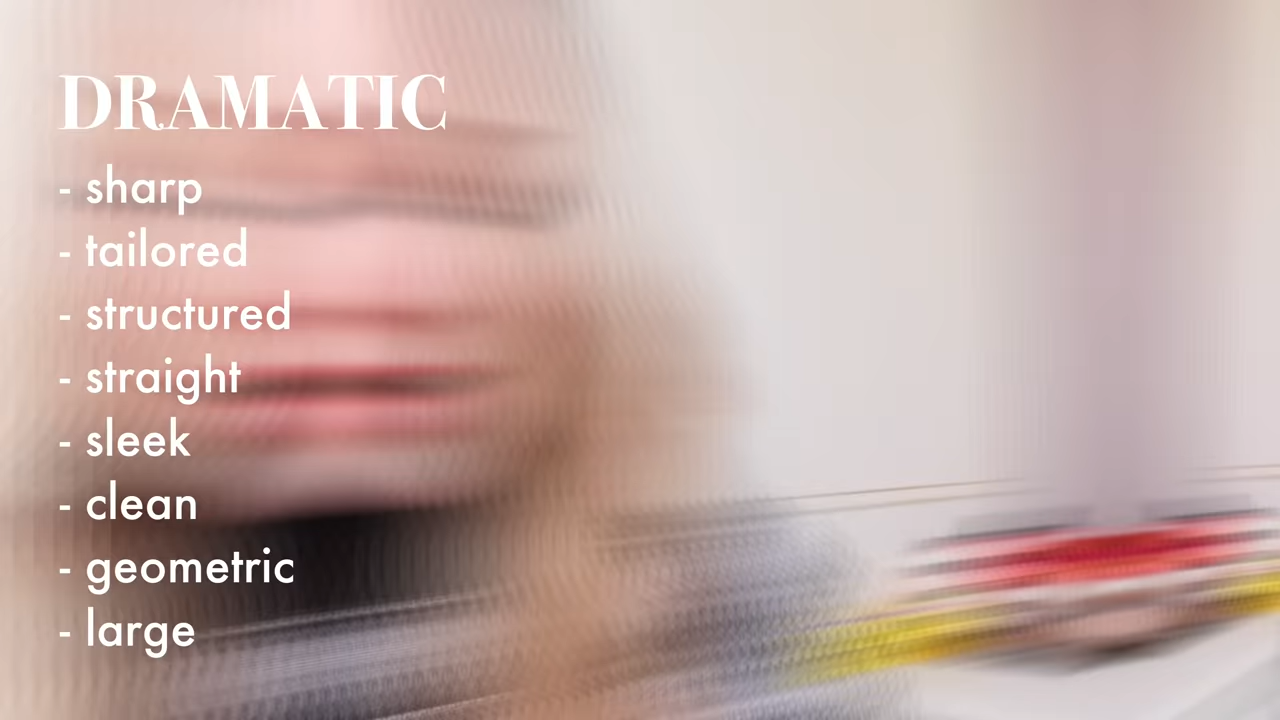 DRAMATIC
- sharp
- tailored
- structured
- straight
- sleek
- clean
- geometric
- large